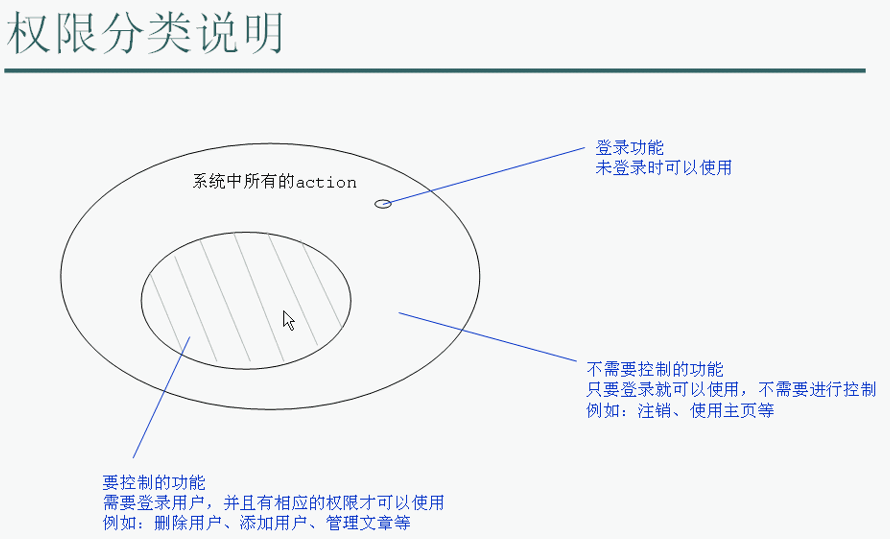 权限分类说明
登录功能
未登录时可以使用
系统中所有的action
不需要控制的功能
只要登录就可以使用，不需要进行控制
例如：注销、使用主页等
要控制的功能
需要登录用户，并且有相应的权限才可以使用
例如：删除用户、添加用户、管理文章等